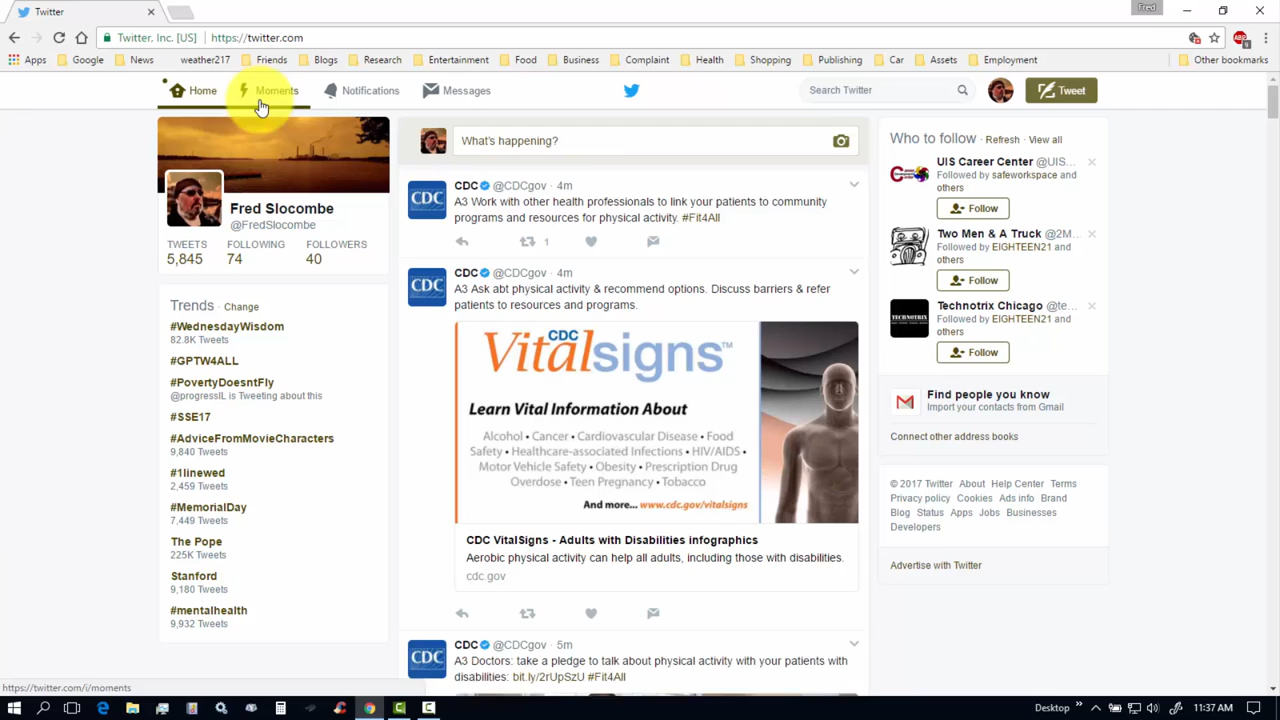 Twitter
Fred
Twitter, Inc. [US]
https://twitter.com
Apps
Google
News
weather217
Friends
Blogs
Research
Entertainment
Food
Business
Complaint
Health
Shopping
Publishing
Car
Assets
Employment
Other bookmarks
Home
Moments
Notifications
Messages
Search Twitter
Tweet
Fred Slocombe
@FredSlocombe
TWEETS FOLLOWING FOLLOWERS
5,845 74 40
Trends · Change
#WednesdayWisdom
82.8K Tweets
#GPTW4ALL
#PovertyDoesntFly
@progressIL is Tweeting about this
#SSE17
#AdviceFromMovieCharacters
9,840 Tweets
#1linewed
2,459 Tweets
#MemorialDay
7,449 Tweets
The Pope
225K Tweets
Stanford
9,180 Tweets
#mentalhealth
9,932 Tweets
What's happening?
CDC @CDCgov · 4m
A3 Work with other health professionals to link your patients to community
programs and resources for physical activity. #Fit4All
1
CDC
CDC @CDCgov · 4m
A3 Ask abt physical activity & recommend options. Discuss barriers & refer
patients to resources and programs.
CDC
CDC
Vitalsigns™
Learn Vital Information About
Alcohol • Cancer • Cardiovascular Disease • Food
Safety • Healthcare-associated Infections • HIV/AIDS •
Motor Vehicle Safety • Obesity • Prescription Drug
Overdose • Teen Pregnancy • Tobacco
And more... www.cdc.gov/vitalsigns
CDC VitalSigns - Adults with Disabilities infographics
Aerobic physical activity can help all adults, including those with disabilities.
cdc.gov
CDC @CDCgov · 5m
A3 Doctors: take a pledge to talk about physical activity with your patients with
disabilities: bit.ly/2rUpSzU #Fit4All
CDC
Who to follow · Refresh · View all
UIS Career Center @UIS...
Followed by safeworkspace and
others
Follow
Two Men & A Truck @2M...
Followed by EIGHTEEN21 and
others
Follow
Technotrix Chicago @te...
Followed by EIGHTEEN21 and
others
Follow
TECHNOTRIX
Find people you know
Import your contacts from Gmail
Connect other address books
© 2017 Twitter About Help Center Terms
Privacy policy Cookies Ads info Brand
Blog Status Apps Jobs Businesses
Developers
Advertise with Twitter
https://twitter.com/i/moments
Desktop
11:37 AM